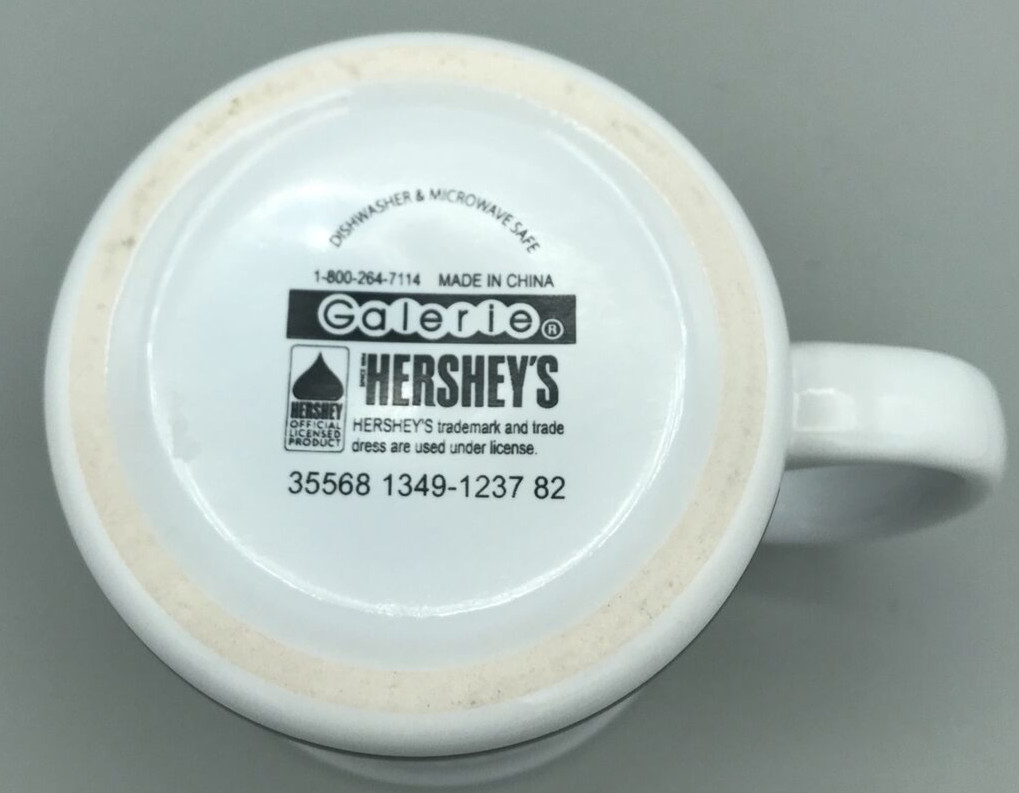 DISHWASHER & MICROWAVE SAFE
1-800-264-7114 MADE IN CHINA
Galerie®
HERSHEY
OFFICIAL
LICENSED
PRODUCT
HERSHEY'S
HERSHEY'S trademark and trade
dress are used under license.
35568 1349-1237 82